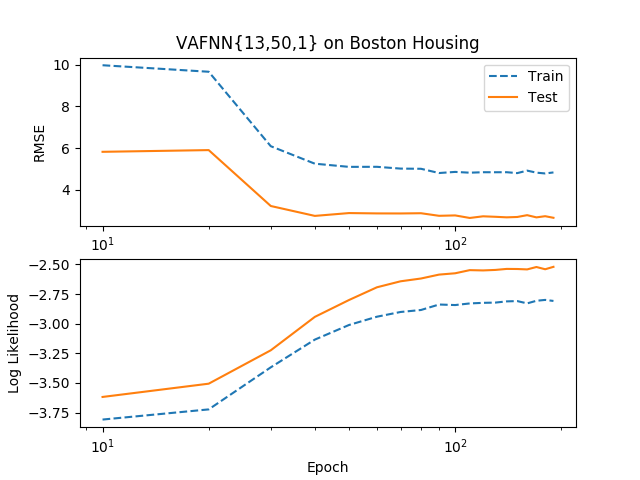 VAFNN{13,50,1} on Boston Housing
10
8
6
4
RMSE
Train
Test
10¹
10²
−2.50
−2.75
−3.00
−3.25
−3.50
−3.75
Log Likelihood
10¹
10²
Epoch